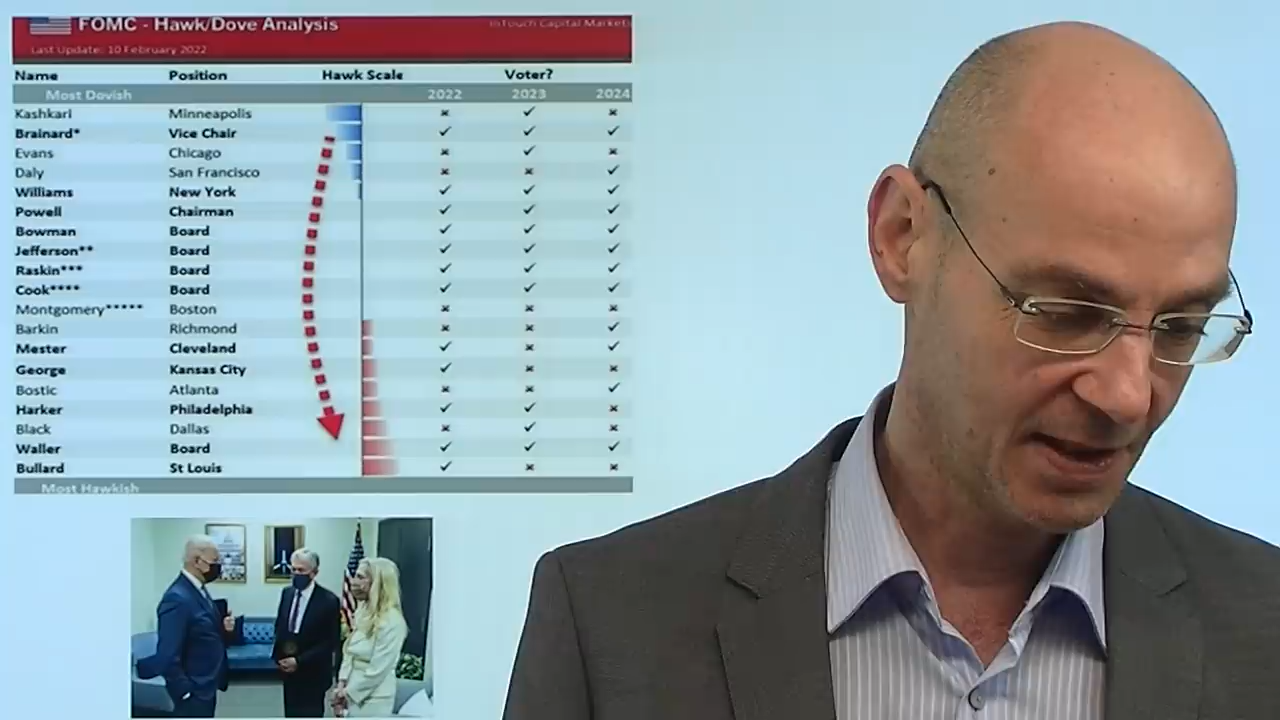 FOMC - Hawk/Dove Analysis InTouch Capital Markets
Last Update: 10 February 2022
Name Position Hawk Scale Voter?
Most Dovish 2022 2023 2024
Kashkari Minneapolis × ✓ ×
Brainard* Vice Chair ✓ ✓ ✓
Evans Chicago × ✓ ×
Daly San Francisco × × ✓
Williams New York ✓ ✓ ✓
Powell Chairman ✓ ✓ ✓
Bowman Board ✓ ✓ ✓
Jefferson** Board ✓ ✓ ✓
Raskin*** Board ✓ ✓ ✓
Cook**** Board ✓ ✓ ✓
Montgomery***** Boston × × ×
Barkin Richmond × × ✓
Mester Cleveland ✓ × ✓
George Kansas City ✓ × ×
Bostic Atlanta × × ✓
Harker Philadelphia ✓ ✓ ×
Black Dallas × ✓ ×
Waller Board ✓ ✓ ✓
Bullard St Louis ✓ × ×
Most Hawkish